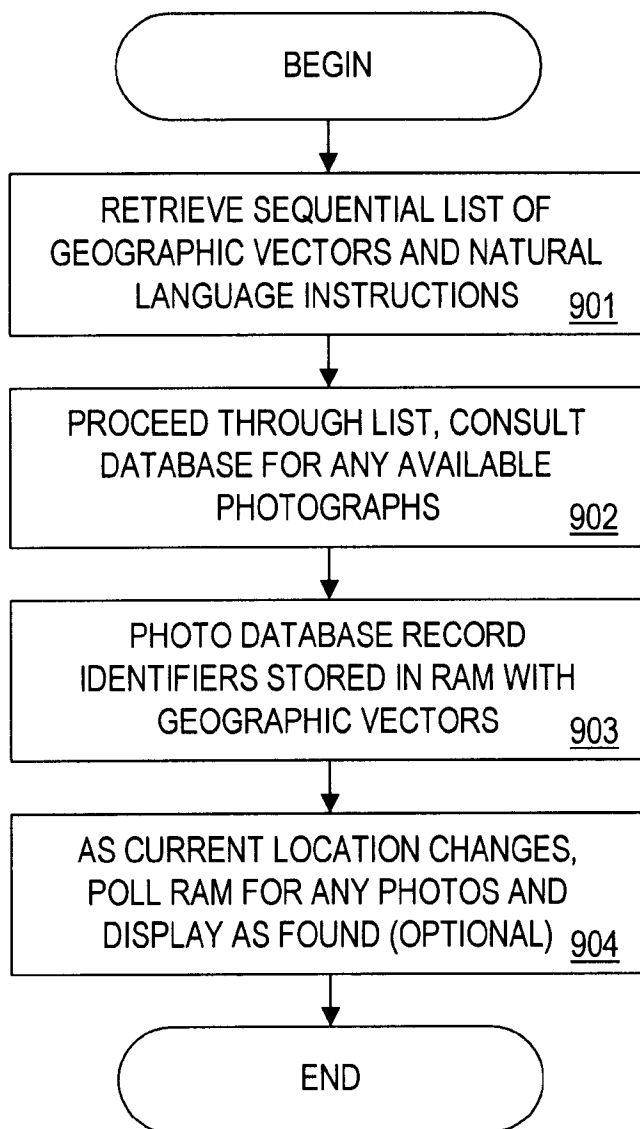 BEGIN
RETRIEVE SEQUENTIAL LIST OF
GEOGRAPHIC VECTORS AND NATURAL
LANGUAGE INSTRUCTIONS
901
PROCEED THROUGH LIST, CONSULT
DATABASE FOR ANY AVAILABLE
PHOTOGRAPHS
902
PHOTO DATABASE RECORD
IDENTIFIERS STORED IN RAM WITH
GEOGRAPHIC VECTORS
903
AS CURRENT LOCATION CHANGES,
POLL RAM FOR ANY PHOTOS AND
DISPLAY AS FOUND (OPTIONAL)
904
END